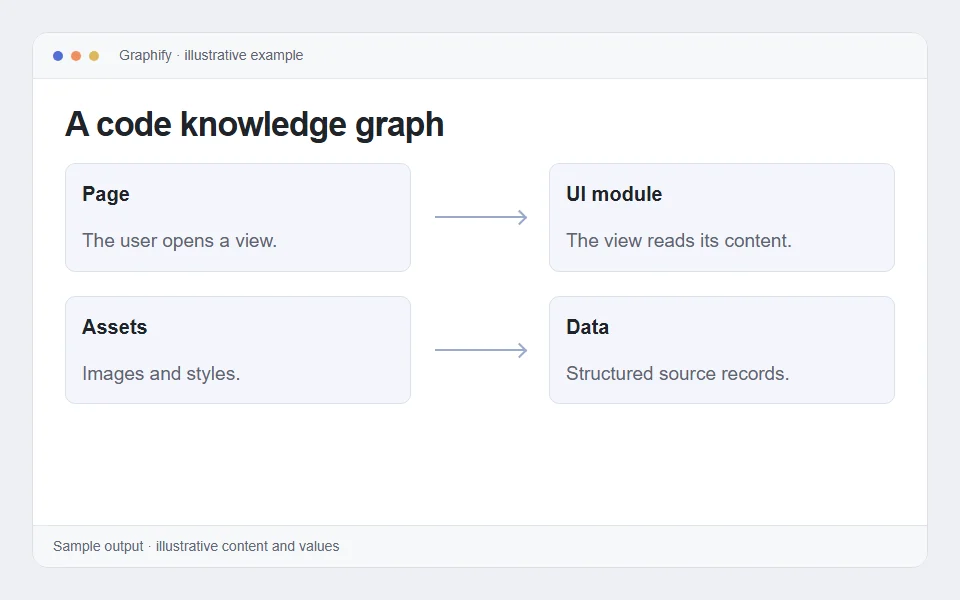 Graphify · illustrative example
A code knowledge graph
Page
The user opens a view.
UI module
The view reads its content.
Assets
Images and styles.
Data
Structured source records.
Sample output · illustrative content and values